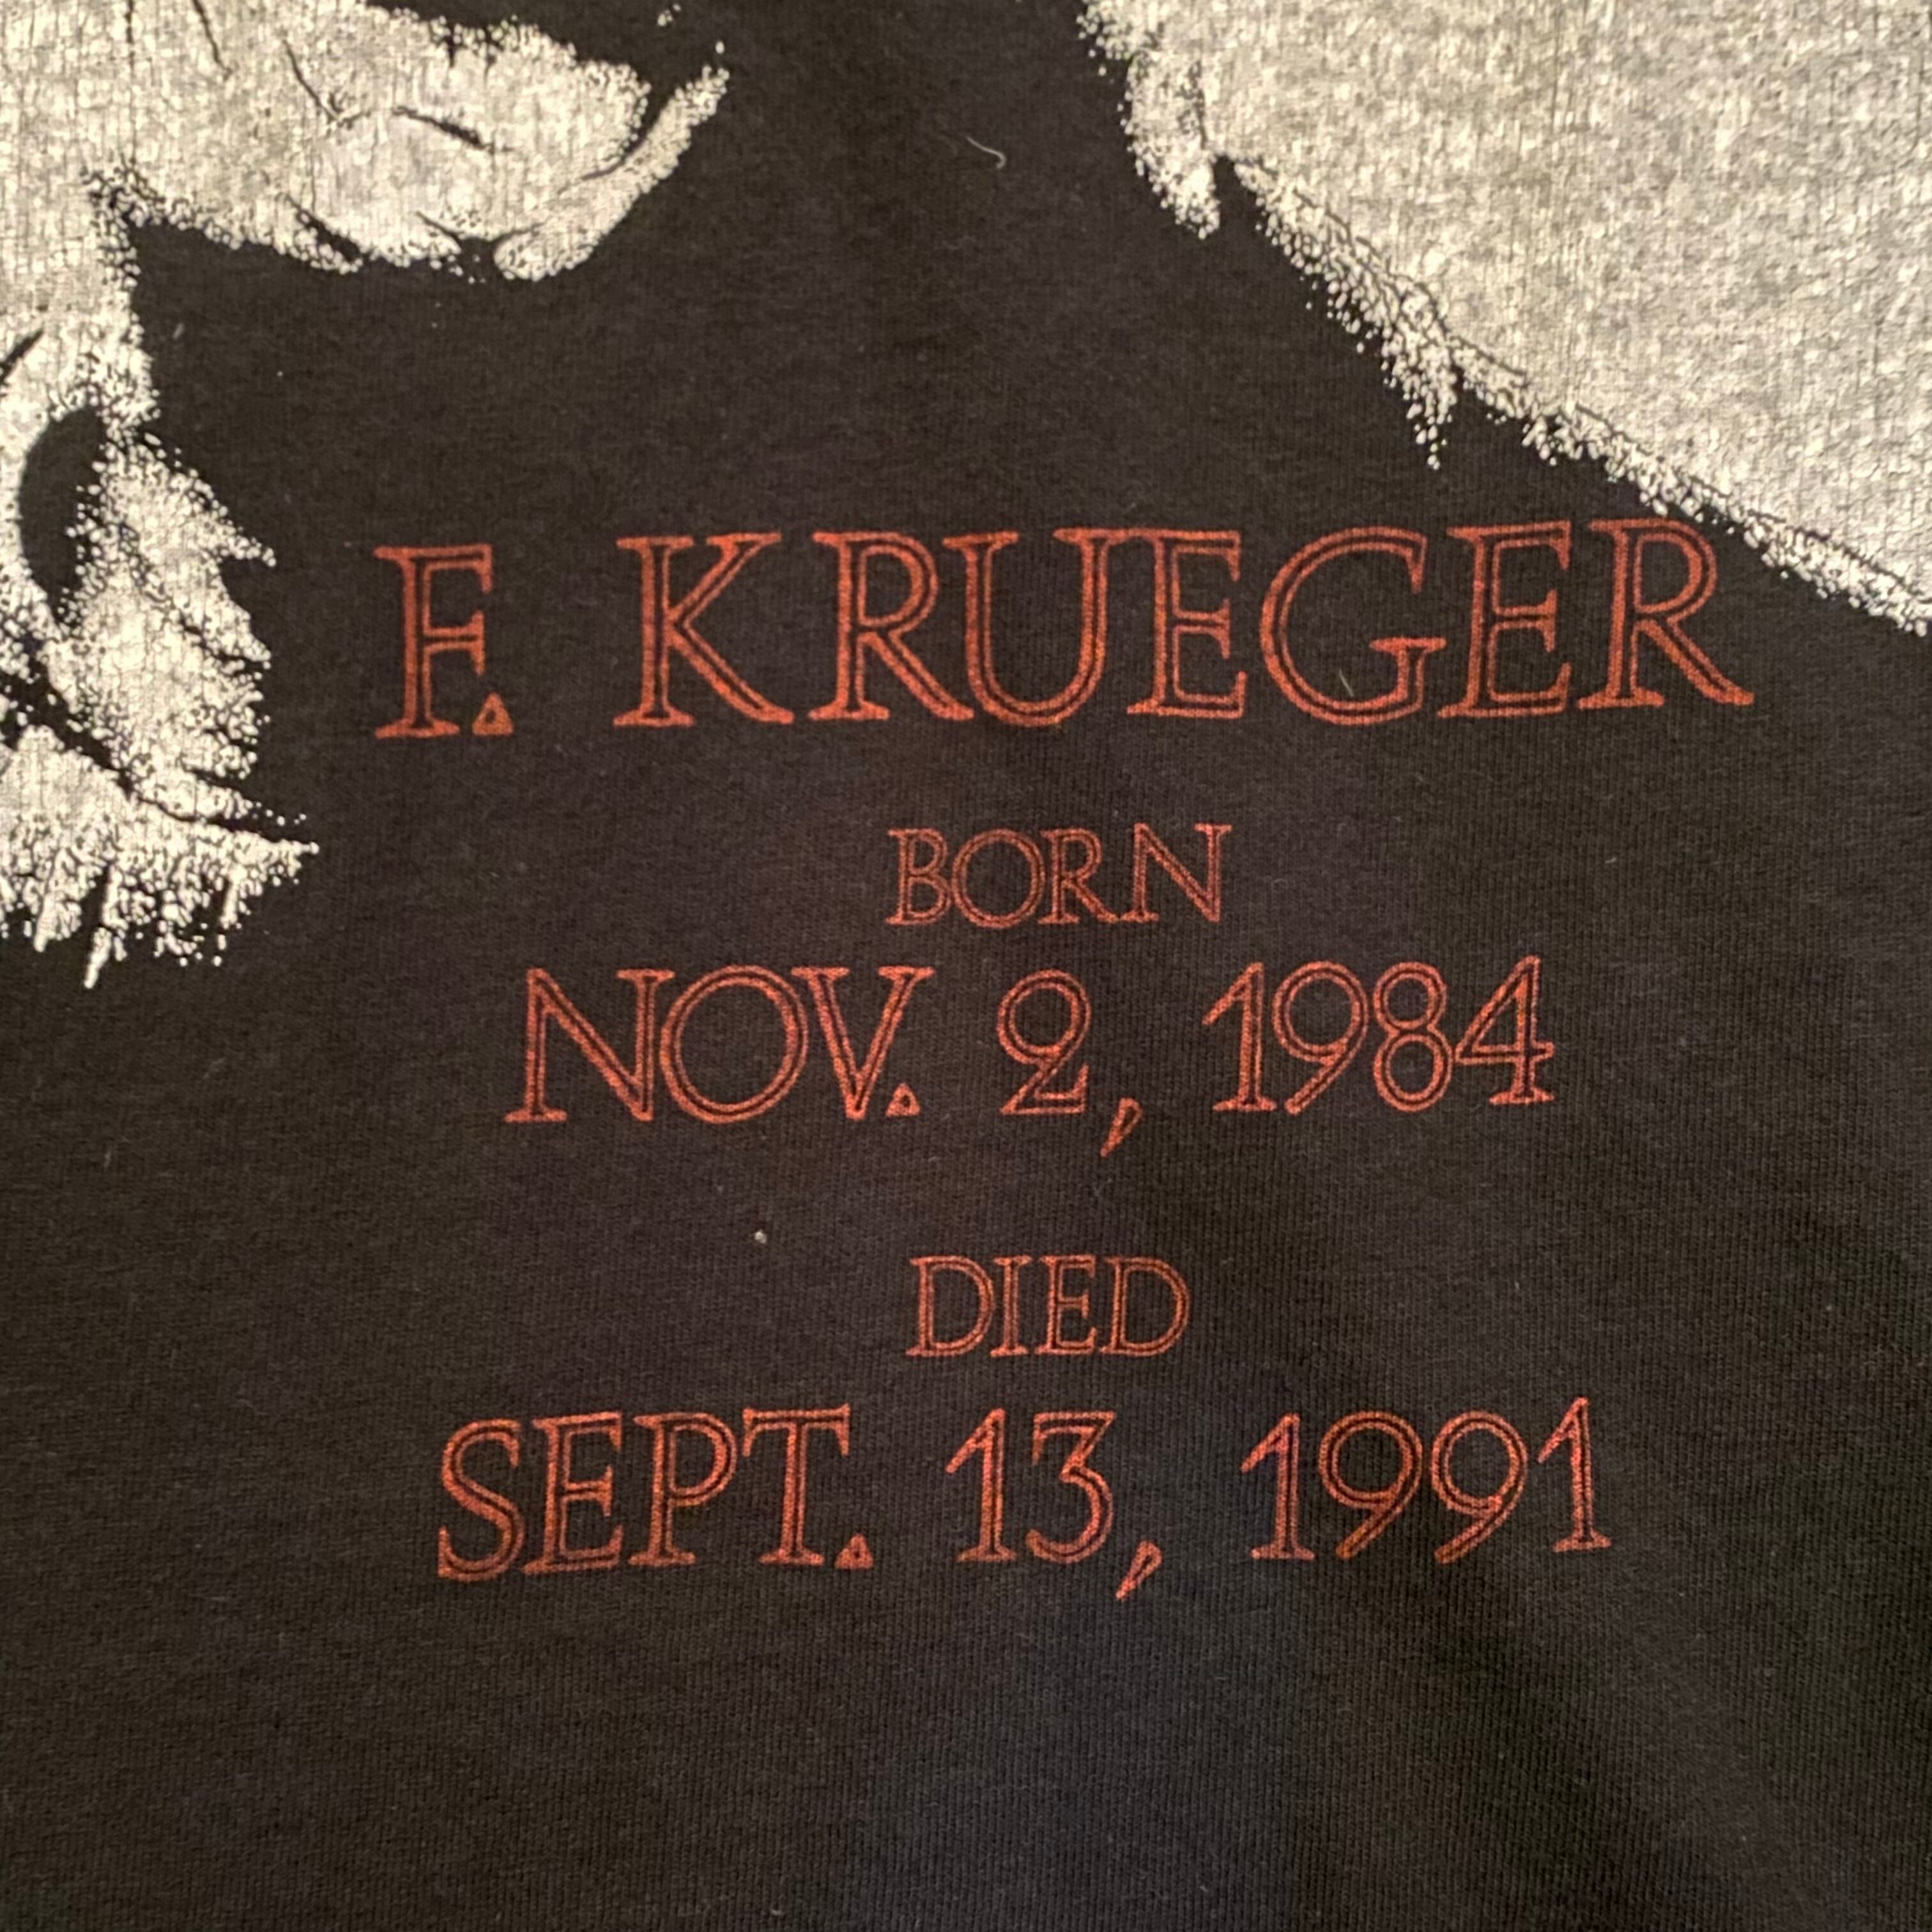 F. KRUEGER
BORN
NOV. 2, 1984
DIED
SEPT. 13, 1991